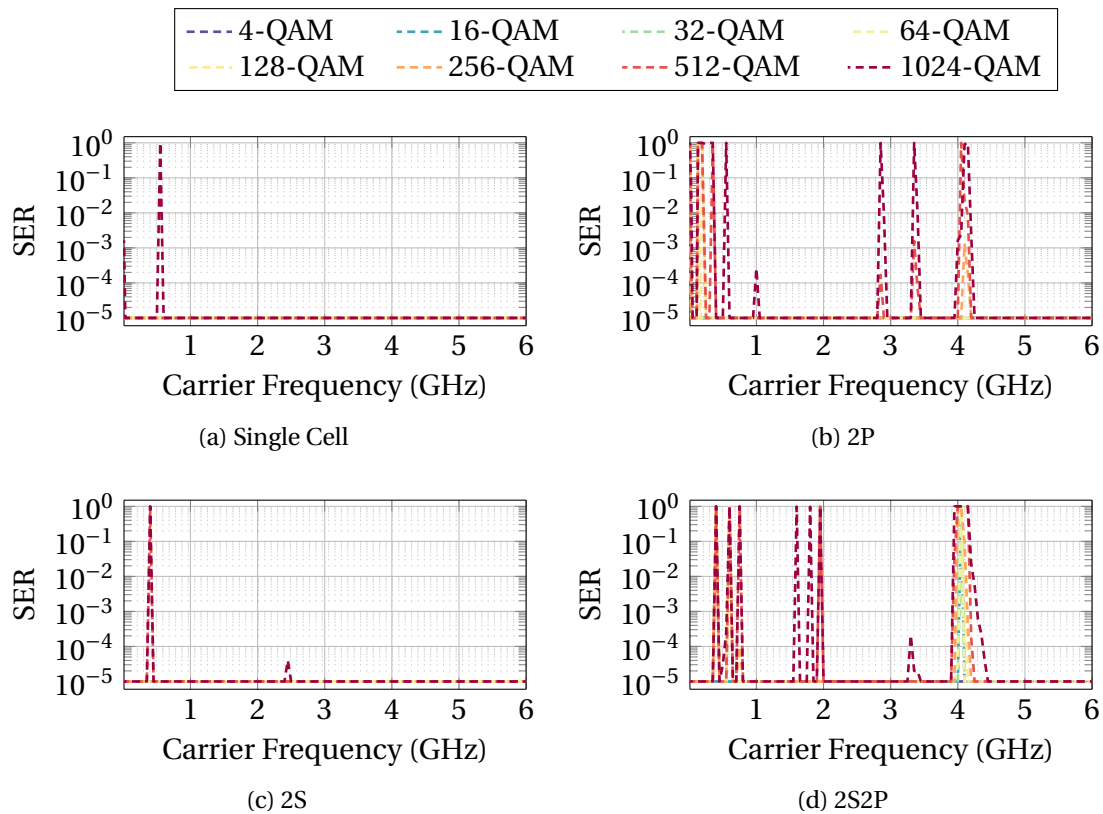 4-QAM 16-QAM 32-QAM 64-QAM
128-QAM 256-QAM 512-QAM 1024-QAM
10^0
10^−1
10^−2
10^−3
10^−4
10^−5
SER
1 2 3 4 5 6
Carrier Frequency (GHz)
(a) Single Cell
10^0
10^−1
10^−2
10^−3
10^−4
10^−5
SER
1 2 3 4 5 6
Carrier Frequency (GHz)
(b) 2P
10^0
10^−1
10^−2
10^−3
10^−4
10^−5
SER
1 2 3 4 5 6
Carrier Frequency (GHz)
(c) 2S
10^0
10^−1
10^−2
10^−3
10^−4
10^−5
SER
1 2 3 4 5 6
Carrier Frequency (GHz)
(d) 2S2P